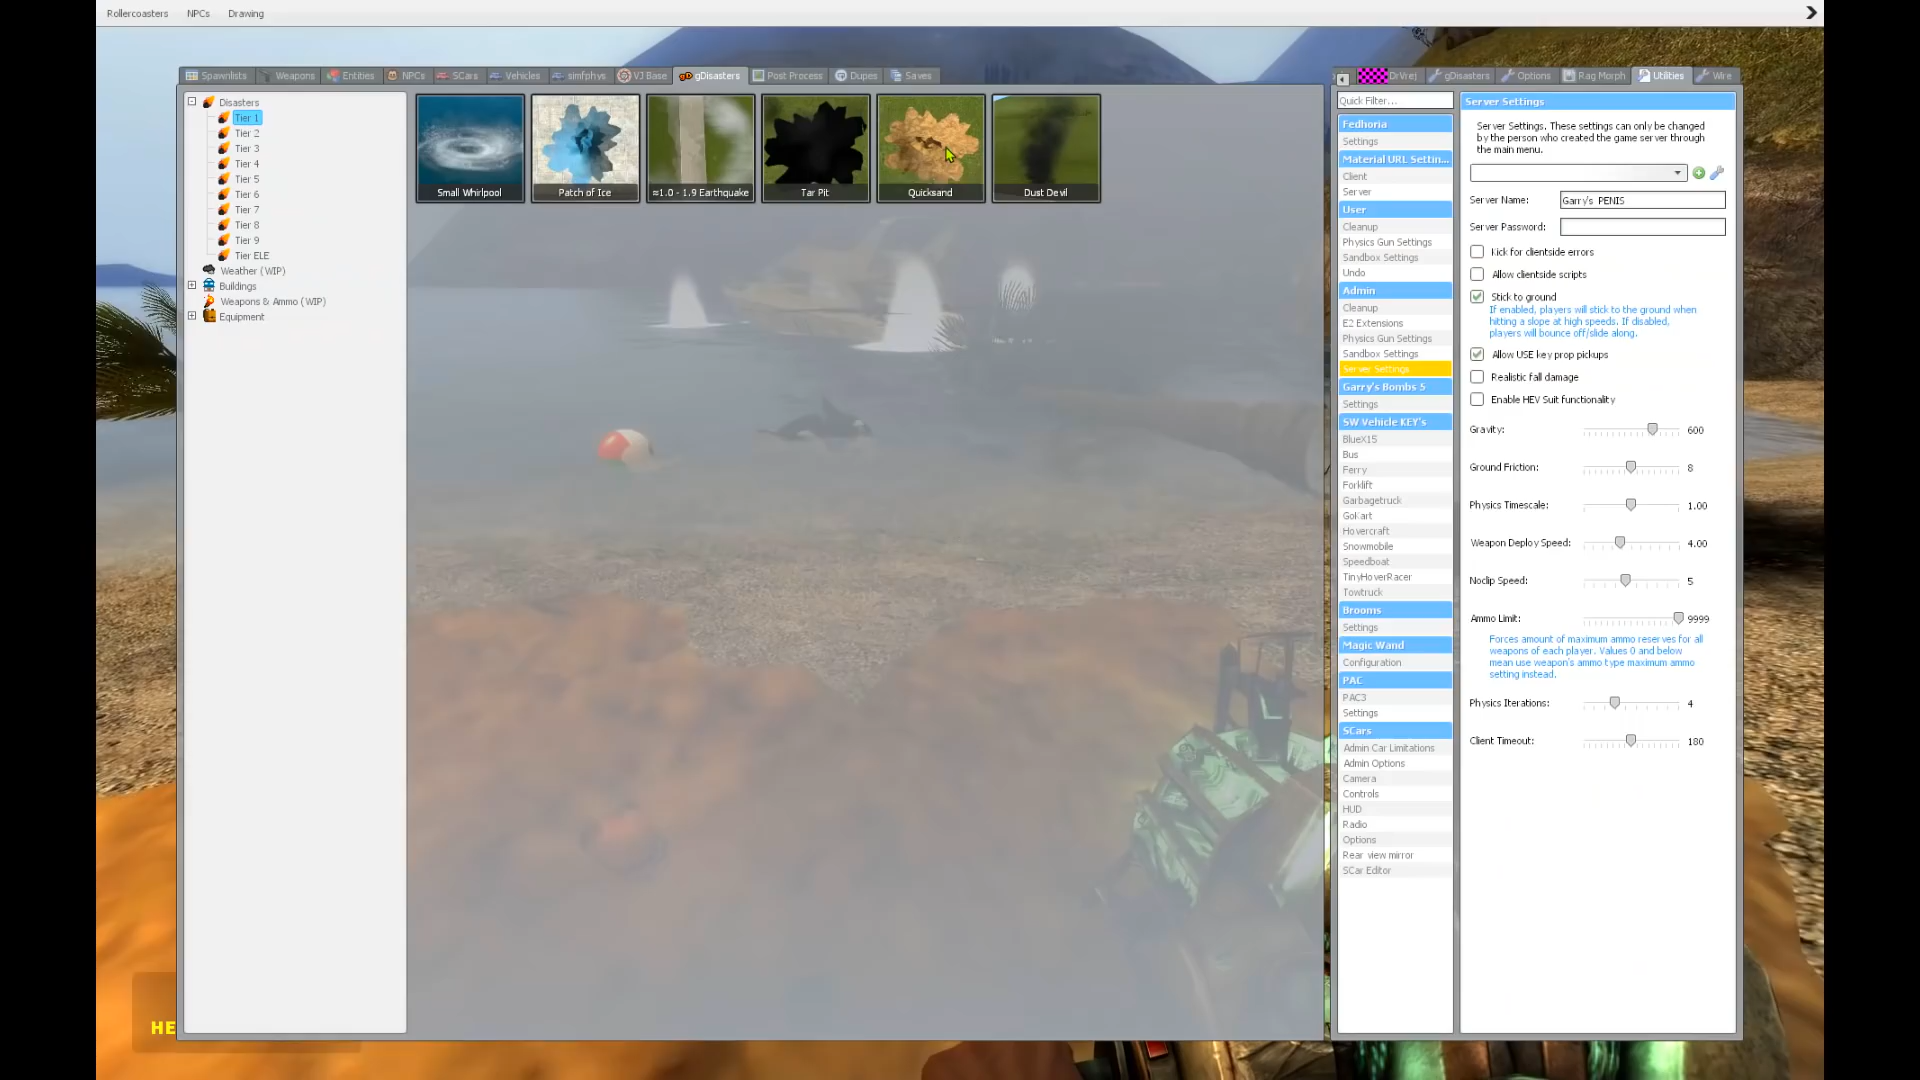 Rollercoasters NPCs Drawing
Spawnlists Weapons Entities NPCs SCars Vehicles simfphys VJ Base gDisasters Post Process Dupes Saves
DrVrej gDisasters Options Rag Morph Utilities Wire
Disasters
Tier 1
Tier 2
Tier 3
Tier 4
Tier 5
Tier 6
Tier 7
Tier 8
Tier 9
Tier ELE
Weather (WIP)
Buildings
Weapons & Ammo (WIP)
Equipment
Small Whirlpool
Patch of Ice
≈1.0 - 1.9 Earthquake
Tar Pit
Quicksand
Dust Devil
HE
Quick Filter...
Fedhoria
Settings
Material URL Settin...
Client
Server
User
Cleanup
Physics Gun Settings
Sandbox Settings
Undo
Admin
Cleanup
E2 Extensions
Physics Gun Settings
Sandbox Settings
Server Settings
Garry's Bombs 5
Settings
SW Vehicle KEY's
BlueX15
Bus
Ferry
Forklift
Garbagetruck
GoKart
Hovercraft
Snowmobile
Speedboat
TinyHoverRacer
Towtruck
Brooms
Settings
Magic Wand
Configuration
PAC
PAC3
Settings
SCars
Admin Car Limitations
Admin Options
Camera
Controls
HUD
Radio
Options
Rear view mirror
SCar Editor
Server Settings
Server Settings. These settings can only be changed
by the person who created the game server through
the main menu.
Server Name: Garry's PENIS
Server Password:
Kick for clientside errors
Allow clientside scripts
Stick to ground
If enabled, players will stick to the ground when
hitting a slope at high speeds. If disabled,
players will bounce off/slide along.
Allow USE key prop pickups
Realistic fall damage
Enable HEV Suit functionality
Gravity: 600
Ground Friction: 8
Physics Timescale: 1.00
Weapon Deploy Speed: 4.00
Noclip Speed: 5
Ammo Limit: 9999
Forces amount of maximum ammo reserves for all
weapons of each player. Values 0 and below
mean use weapon's ammo type maximum ammo
setting instead.
Physics Iterations: 4
Client Timeout: 180